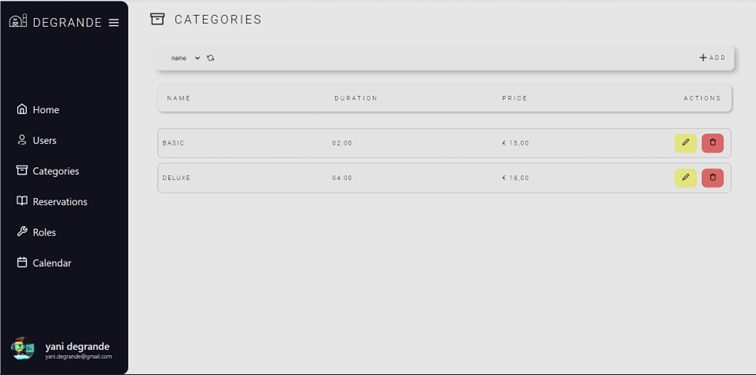 DEGRANDE
CATEGORIES
name
ADD
NAME DURATION PRICE ACTIONS
BASIC 02:00 € 15,00
DELUXE 04:00 € 18,00
Home
Users
Categories
Reservations
Roles
Calendar
yani degrande
yani.degrande@gmail.com